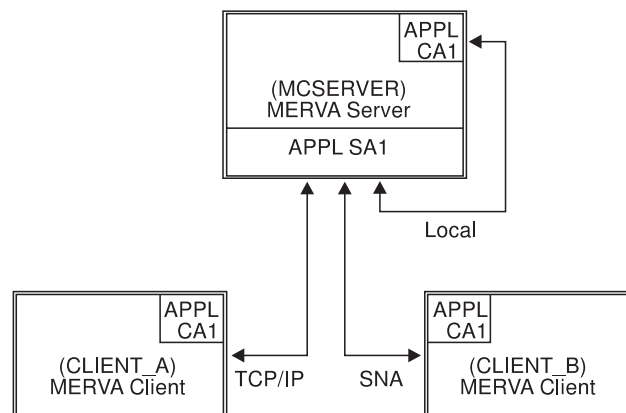 APPL
CA1
(MCSERVER)
MERVA Server
APPL SA1
Local
APPL
CA1
(CLIENT_A)
MERVA Client
TCP/IP
SNA
APPL
CA1
(CLIENT_B)
MERVA Client